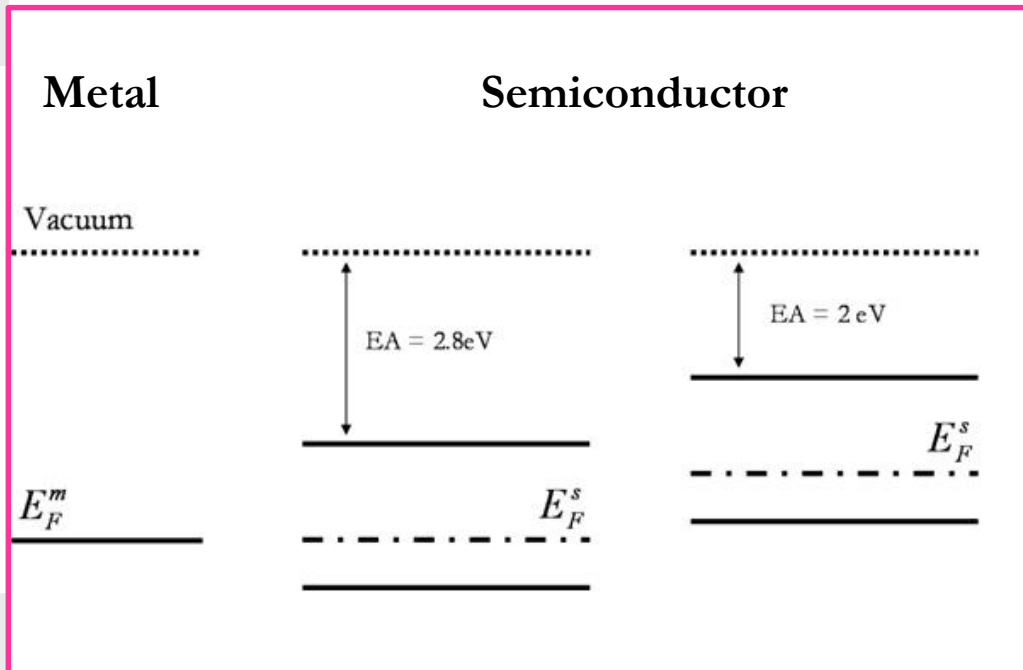 Metal
Semiconductor
Vacuum
EA = 2.8eV
EA = 2 eV
E_F^s
E_F^m
E_F^s